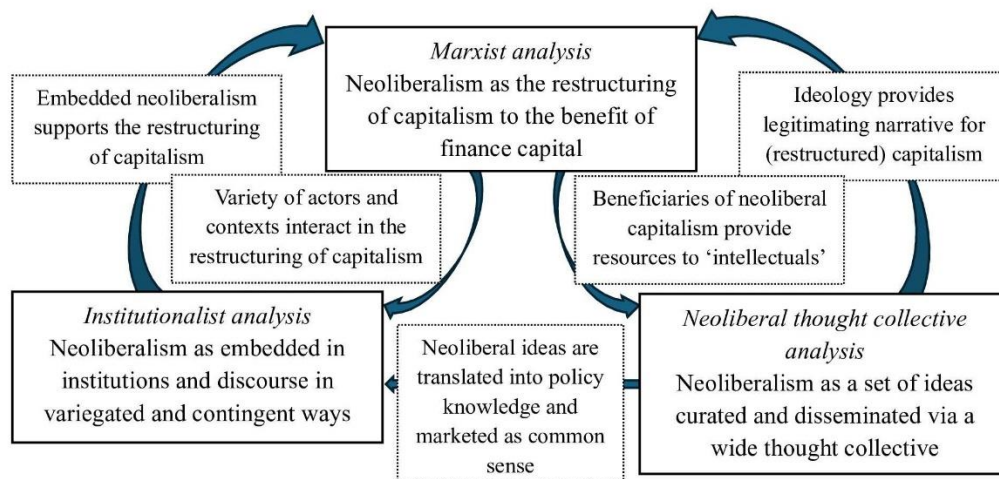 Marxist analysis
Neoliberalism as the restructuring
of capitalism to the benefit of
finance capital
Embedded neoliberalism
supports the restructuring
of capitalism
Ideology provides
legitimating narrative for
(restructured) capitalism
Variety of actors and
contexts interact in the
restructuring of capitalism
Beneficiaries of neoliberal
capitalism provide
resources to ‘intellectuals’
Institutionalist analysis
Neoliberalism as embedded in
institutions and discourse in
variegated and contingent ways
Neoliberal ideas are
translated into policy
knowledge and
marketed as common
sense
Neoliberal thought collective
analysis
Neoliberalism as a set of ideas
curated and disseminated via a
wide thought collective